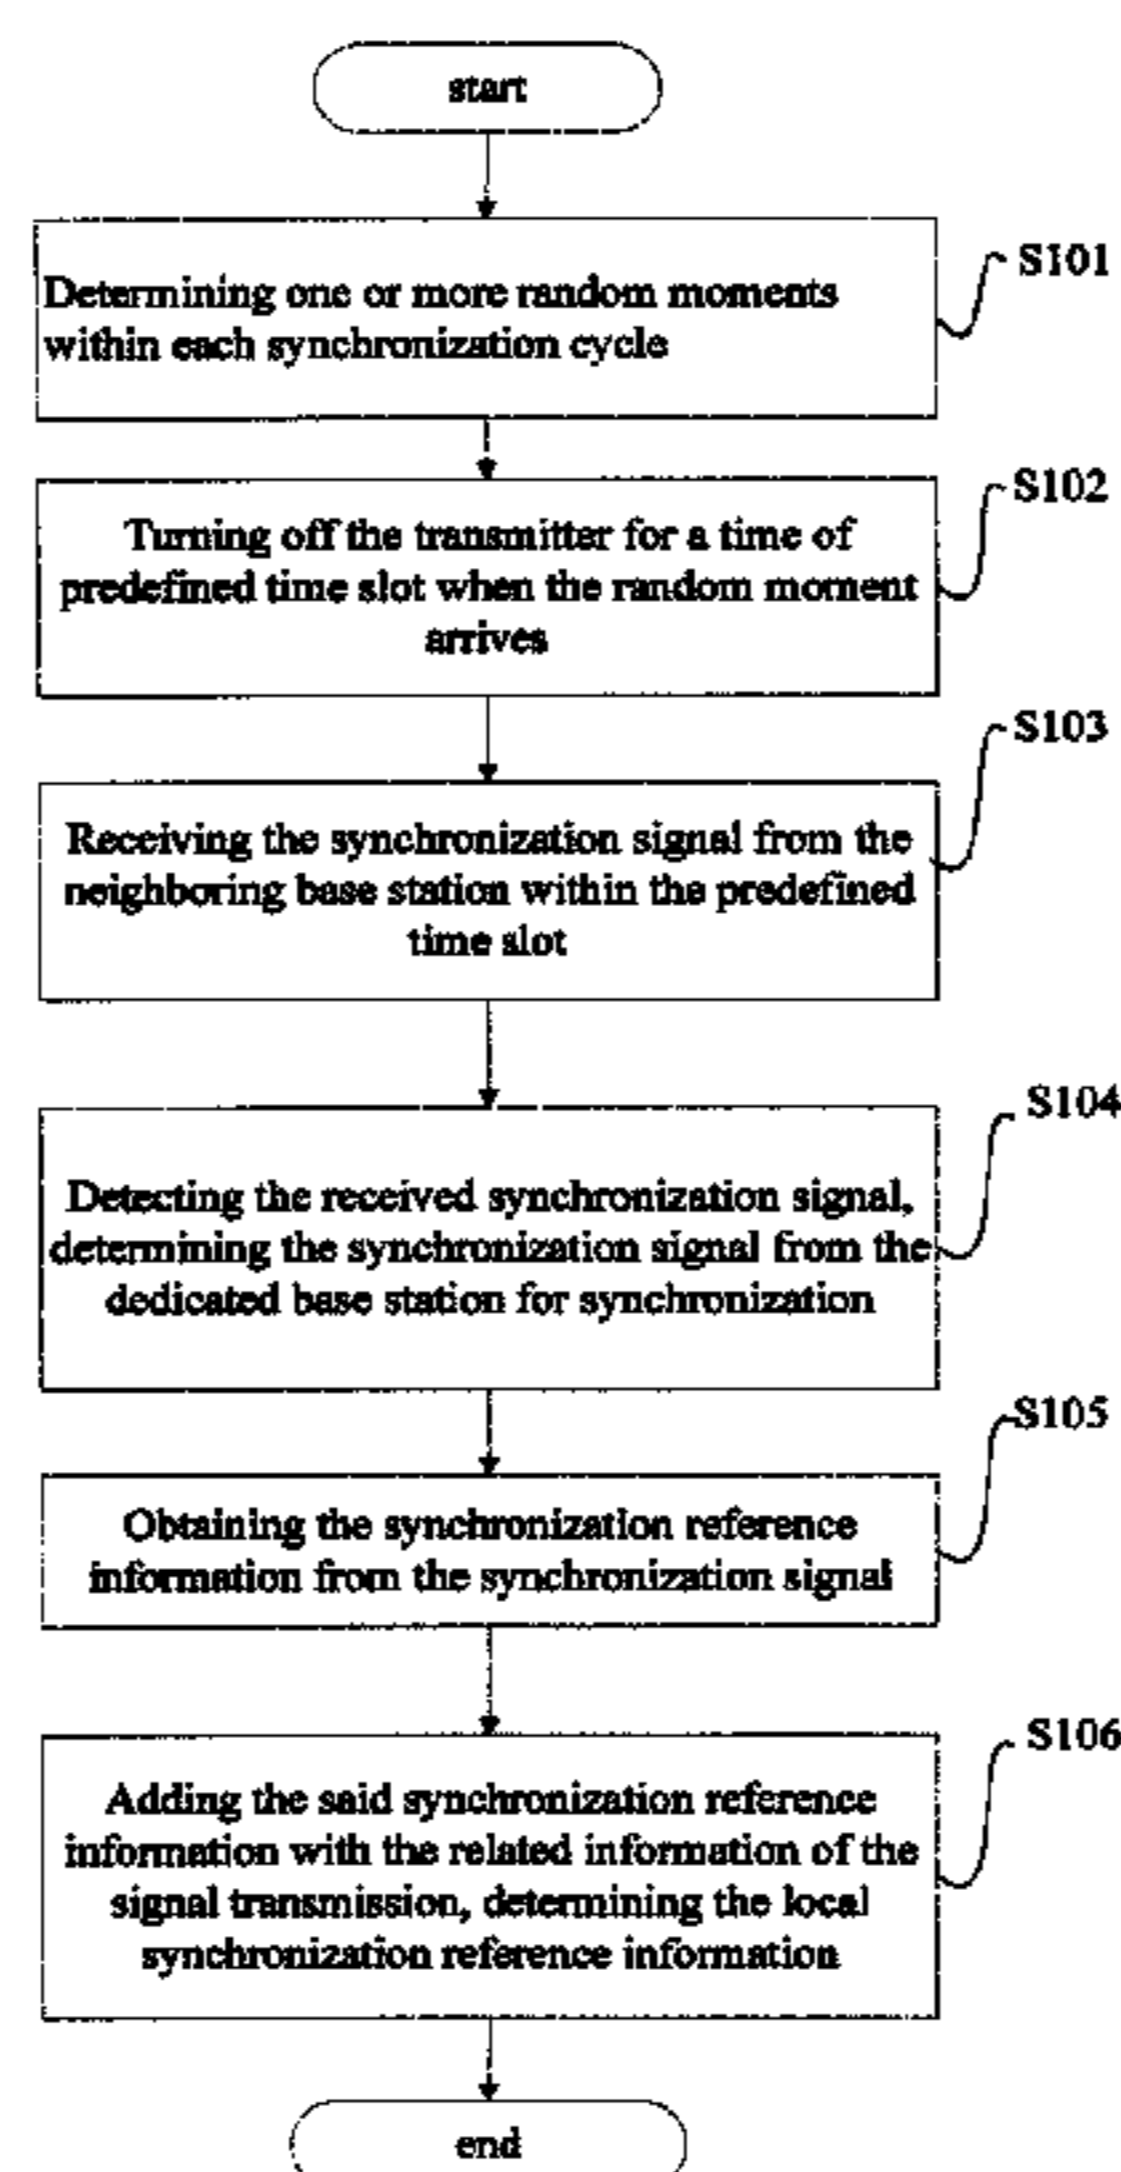 start
Determining one or more random moments
within each synchronization cycle
S101
Turning off the transmitter for a time of
predefined time slot when the random moment
arrives
S102
Receiving the synchronization signal from the
neighboring base station within the predefined
time slot
S103
Detecting the received synchronization signal,
determining the synchronization signal from the
dedicated base station for synchronization
S104
Obtaining the synchronization reference
information from the synchronization signal
S105
Adding the said synchronization reference
information with the related information of the
signal transmission, determining the local
synchronization reference information
S106
end